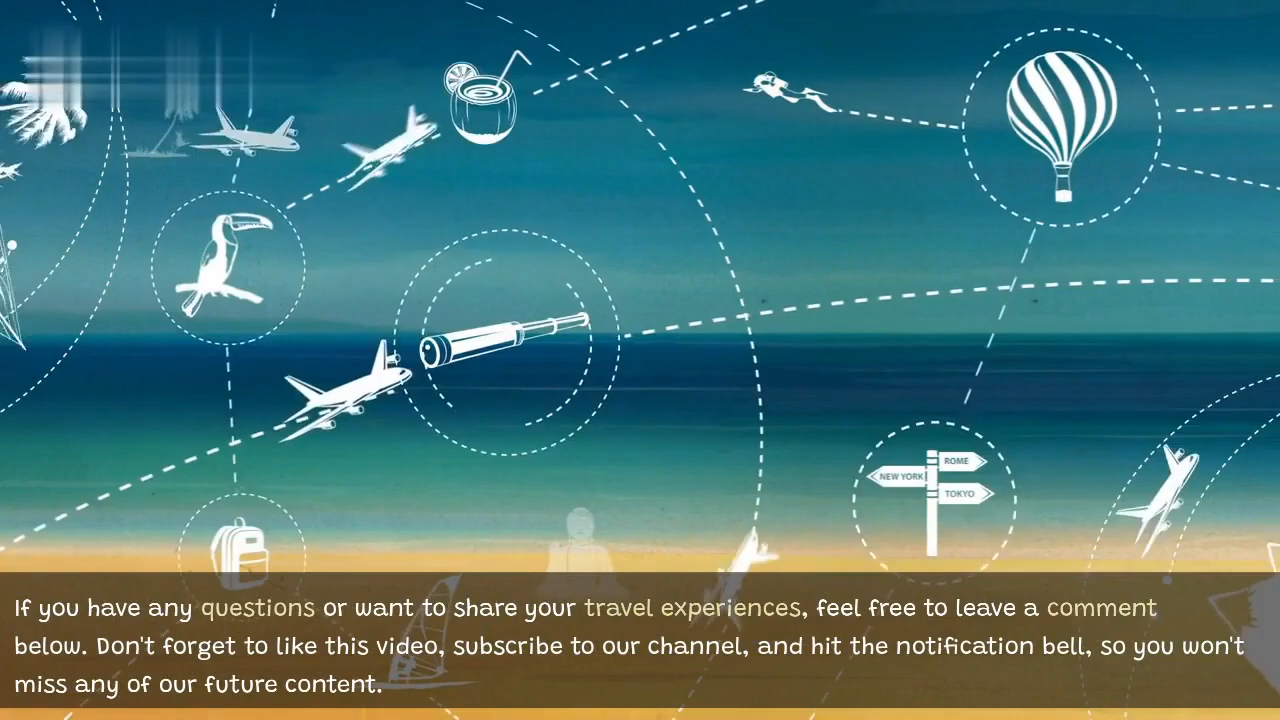 ROME
NEW YORK
TOKYO
If you have any questions or want to share your travel experiences, feel free to leave a comment
below. Don't forget to like this video, subscribe to our channel, and hit the notification bell, so you won't
miss any of our future content.